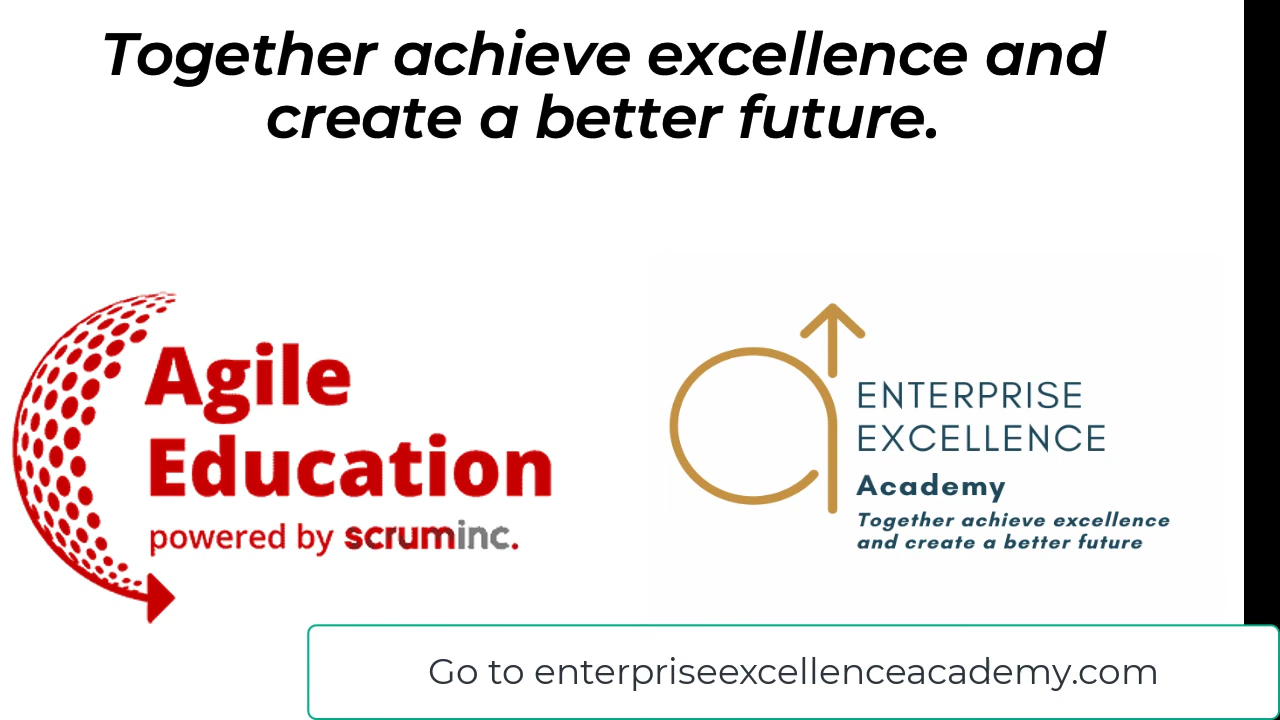 Together achieve excellence and
create a better future.
Agile
Education
powered by scruminc.
ENTERPRISE
EXCELLENCE
Academy
Together achieve excellence
and create a better future
Go to enterpriseexcellenceacademy.com